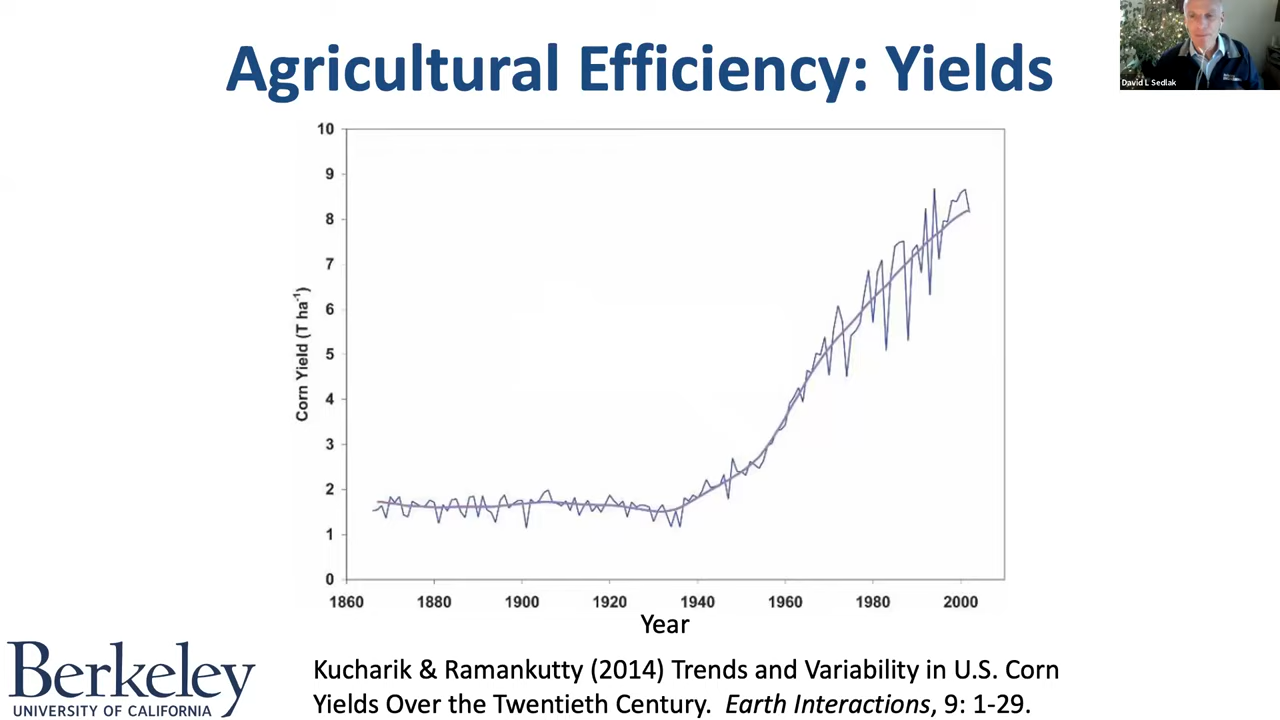 Agricultural Efficiency: Yields
David L Sedlak
10
9
8
7
6
5
4
3
2
1
0
Corn Yield (T ha-1)
1860 1880 1900 1920 1940 1960 1980 2000
Year
Berkeley
UNIVERSITY OF CALIFORNIA
Kucharik & Ramankutty (2014) Trends and Variability in U.S. Corn
Yields Over the Twentieth Century. Earth Interactions, 9: 1-29.